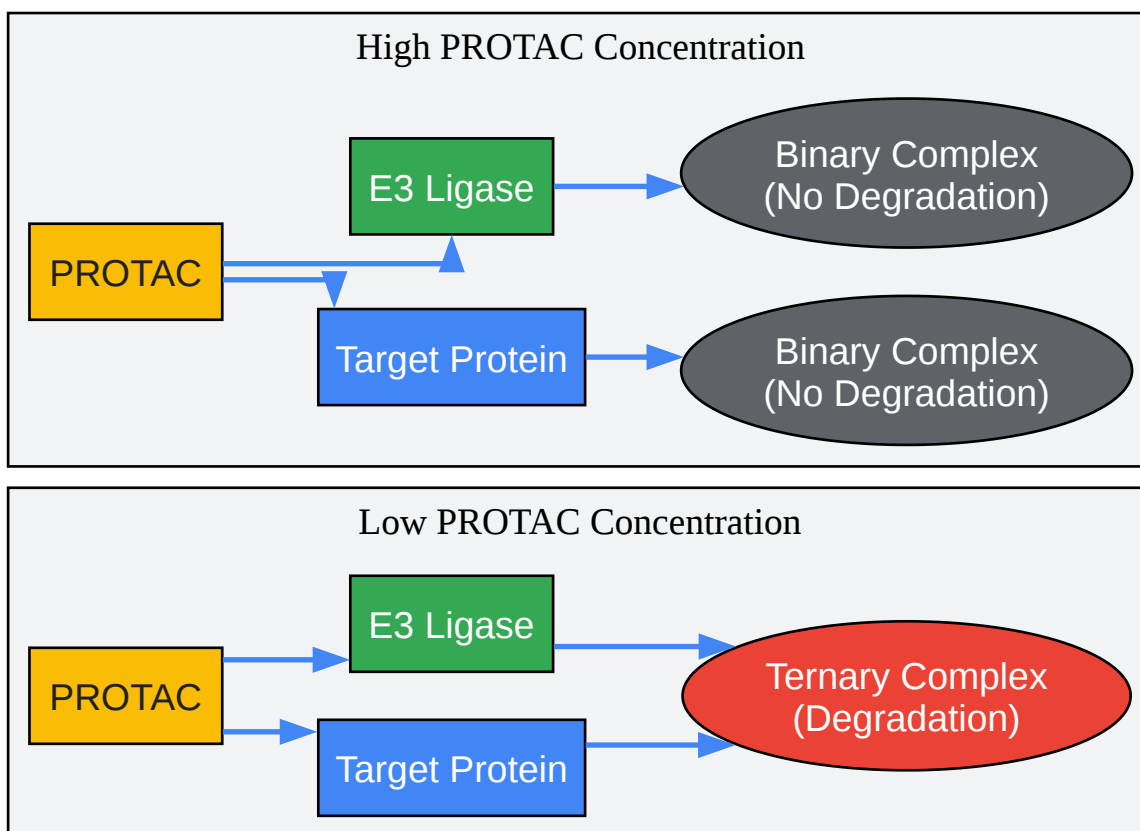 High PROTAC Concentration
E3 Ligase
Binary Complex
(No Degradation)
PROTAC
Target Protein
Binary Complex
(No Degradation)
Low PROTAC Concentration
E3 Ligase
PROTAC
Ternary Complex
(Degradation)
Target Protein